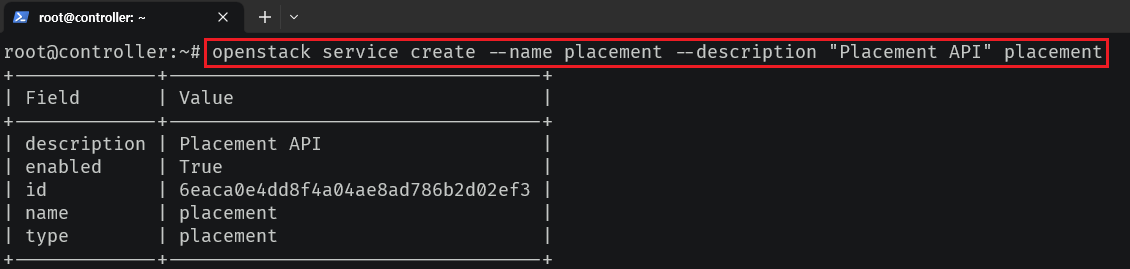 root@controller: ~
root@controller:~# openstack service create --name placement --description "Placement API" placement
+-------------+----------------------------------+
| Field       | Value                            |
+-------------+----------------------------------+
| description | Placement API                    |
| enabled     | True                             |
| id          | 6eaca0e4dd8f4a04ae8ad786b2d02ef3 |
| name        | placement                        |
| type        | placement                        |
+-------------+----------------------------------+